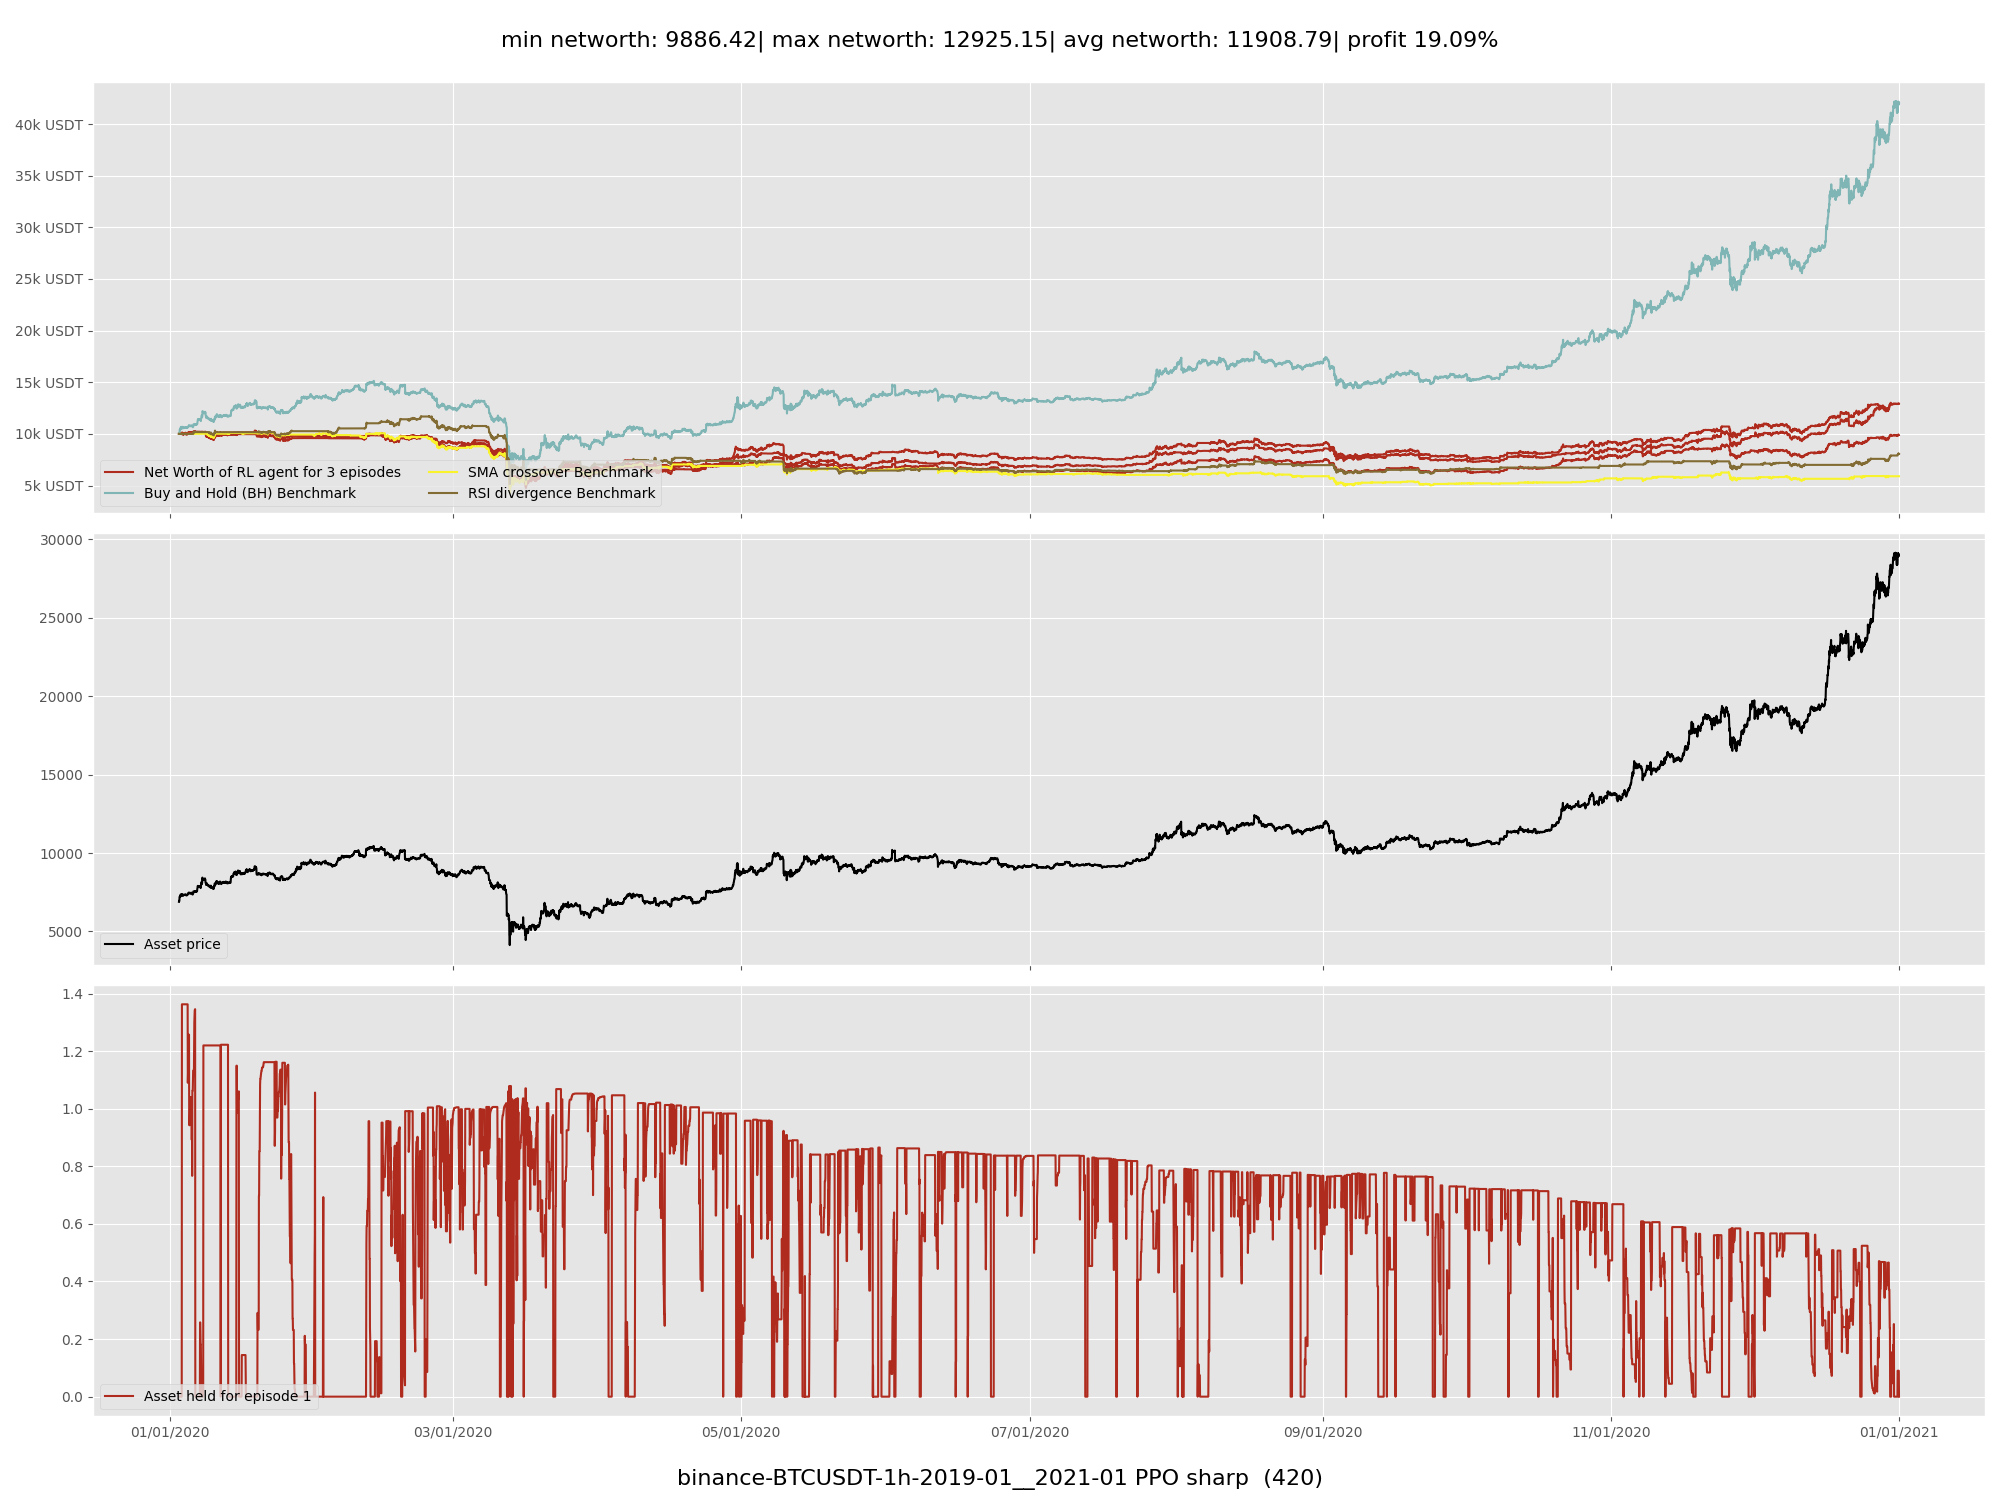 min networth: 9886.42| max networth: 12925.15| avg networth: 11908.79| profit 19.09%
40k USDT
35k USDT
30k USDT
25k USDT
20k USDT
15k USDT
10k USDT
5k USDT
Net Worth of RL agent for 3 episodes
Buy and Hold (BH) Benchmark
SMA crossover Benchmark
RSI divergence Benchmark
30000
25000
20000
15000
10000
5000
Asset price
1.4
1.2
1.0
0.8
0.6
0.4
0.2
0.0
Asset held for episode 1
01/01/2020 03/01/2020 05/01/2020 07/01/2020 09/01/2020 11/01/2020 01/01/2021
binance-BTCUSDT-1h-2019-01__2021-01 PPO sharp  (420)